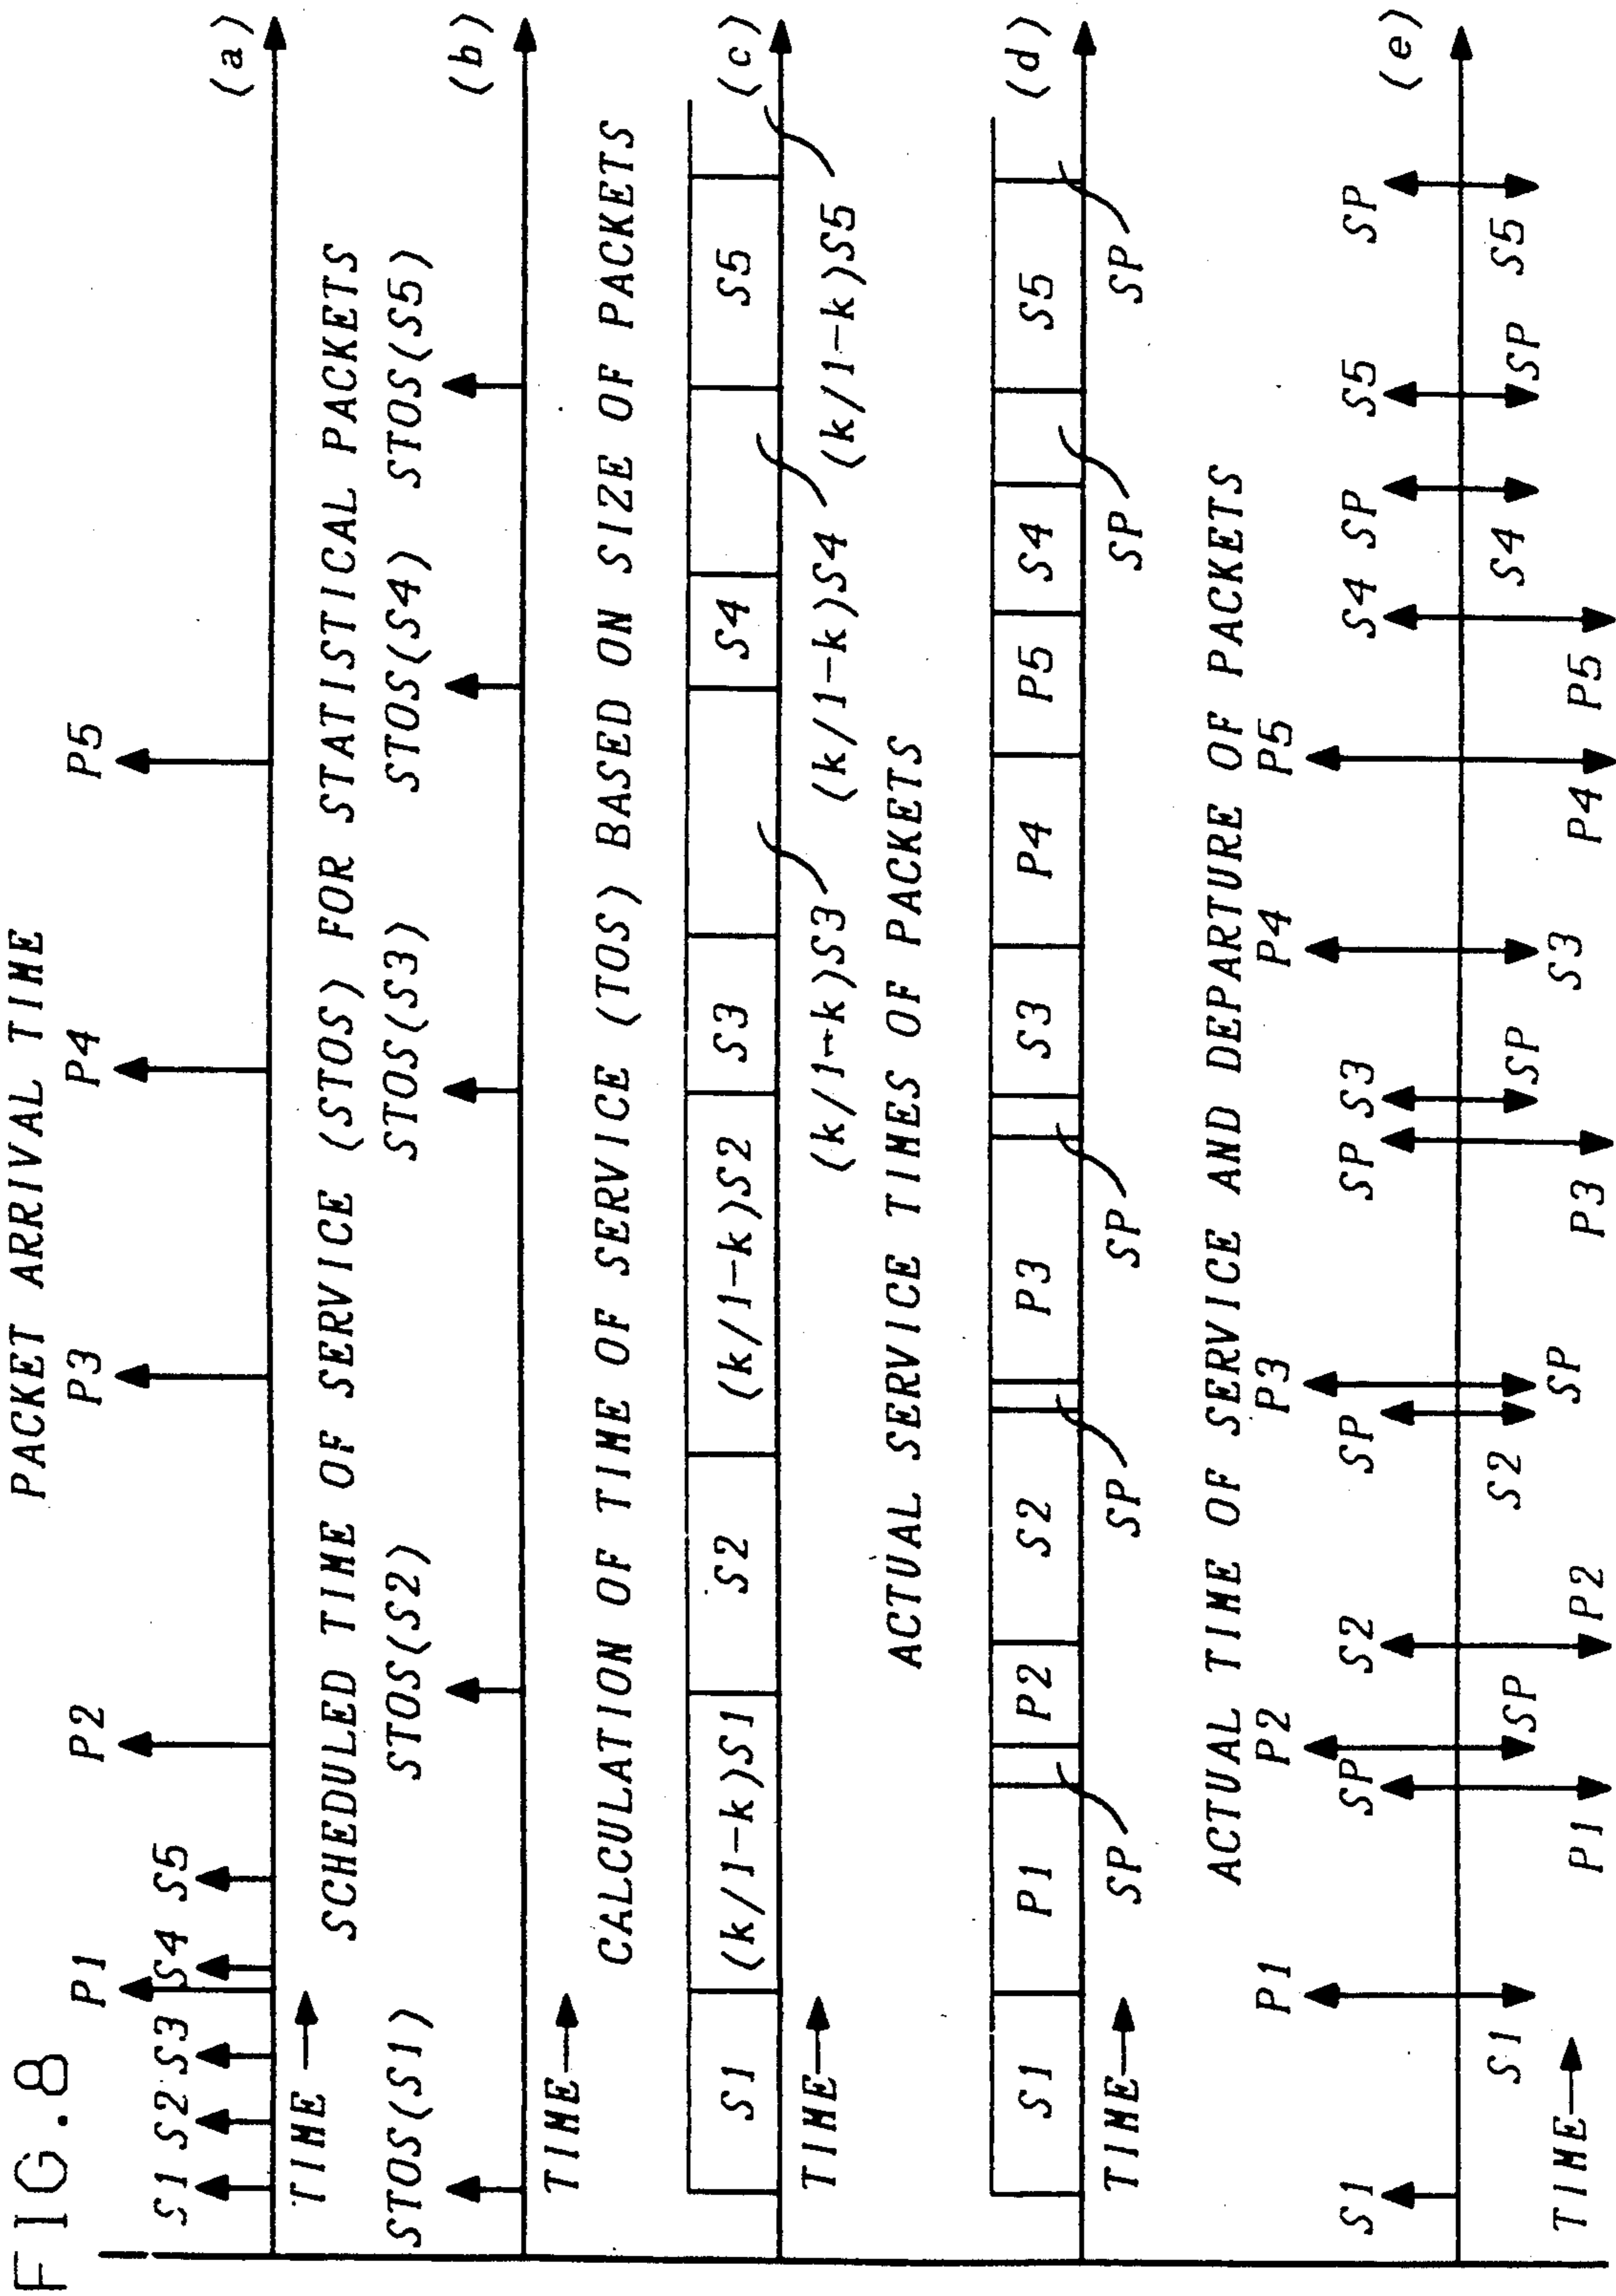 FIG.8
PACKET ARRIVAL TIME
P1 P2 P3 P4 P5
S1 S2 S3 S4 S5
(a)
TIME
SCHEDULED TIME OF SERVICE (STOS) FOR STATISTICAL PACKETS
STOS(S1) STOS(S2) STOS(S3) STOS(S4) STOS(S5)
(b)
TIME
CALCULATION OF TIME OF SERVICE (TOS) BASED ON SIZE OF PACKETS
(c)
S1 (k/1-k)S1 S2 (k/1-k)S2 S3 S4 S5
TIME
(k/1-k)S3 (k/1-k)S4 (k/1-k)S5
ACTUAL SERVICE TIMES OF PACKETS
(d)
S1 P1 P2 S2 P3 S3 P4 P5 S4 S5
TIME
SP SP SP SP SP
ACTUAL TIME OF SERVICE AND DEPARTURE OF PACKETS
P1 P2 P3 P4 P5
S1 SP S2 SP SP S3 S4 SP S5 SP
(e)
S1 SP S2 SP S4 SP S5
TIME
P1 P2 SP P3 S3 P4 P5